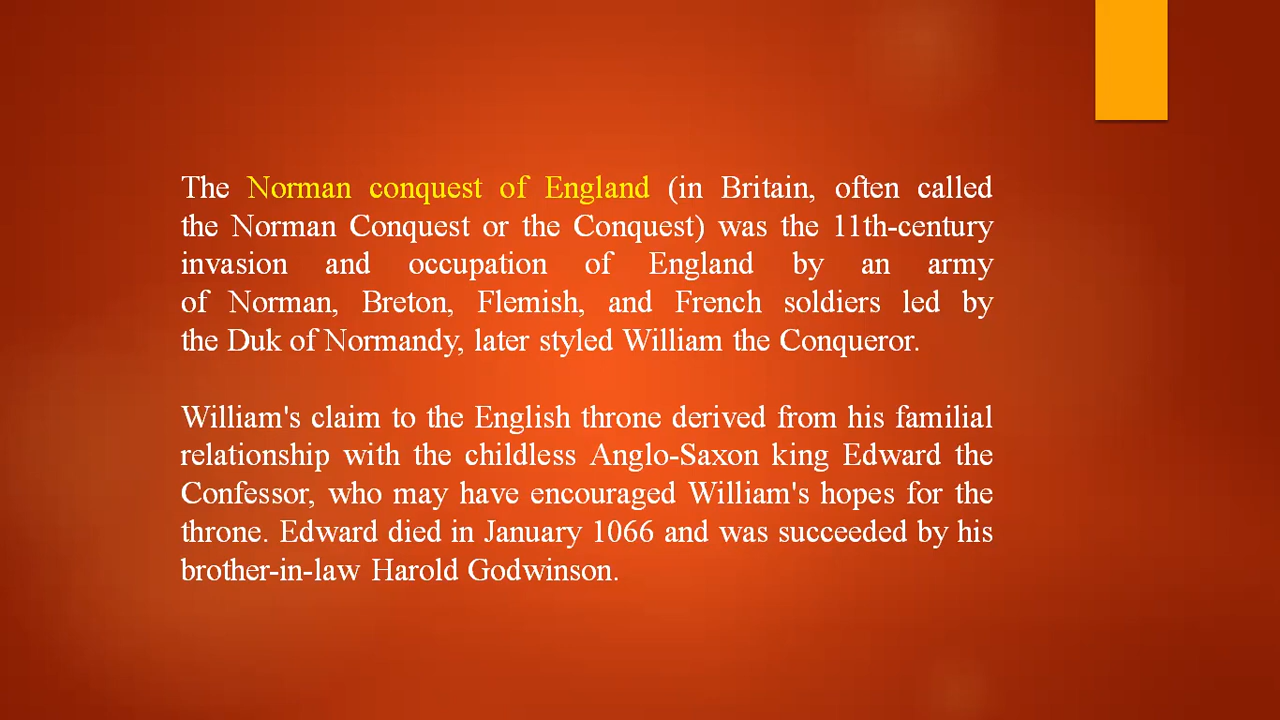 The Norman conquest of England (in Britain, often called
the Norman Conquest or the Conquest) was the 11th-century
invasion and occupation of England by an army
of Norman, Breton, Flemish, and French soldiers led by
the Duk of Normandy, later styled William the Conqueror.
William's claim to the English throne derived from his familial
relationship with the childless Anglo-Saxon king Edward the
Confessor, who may have encouraged William's hopes for the
throne. Edward died in January 1066 and was succeeded by his
brother-in-law Harold Godwinson.